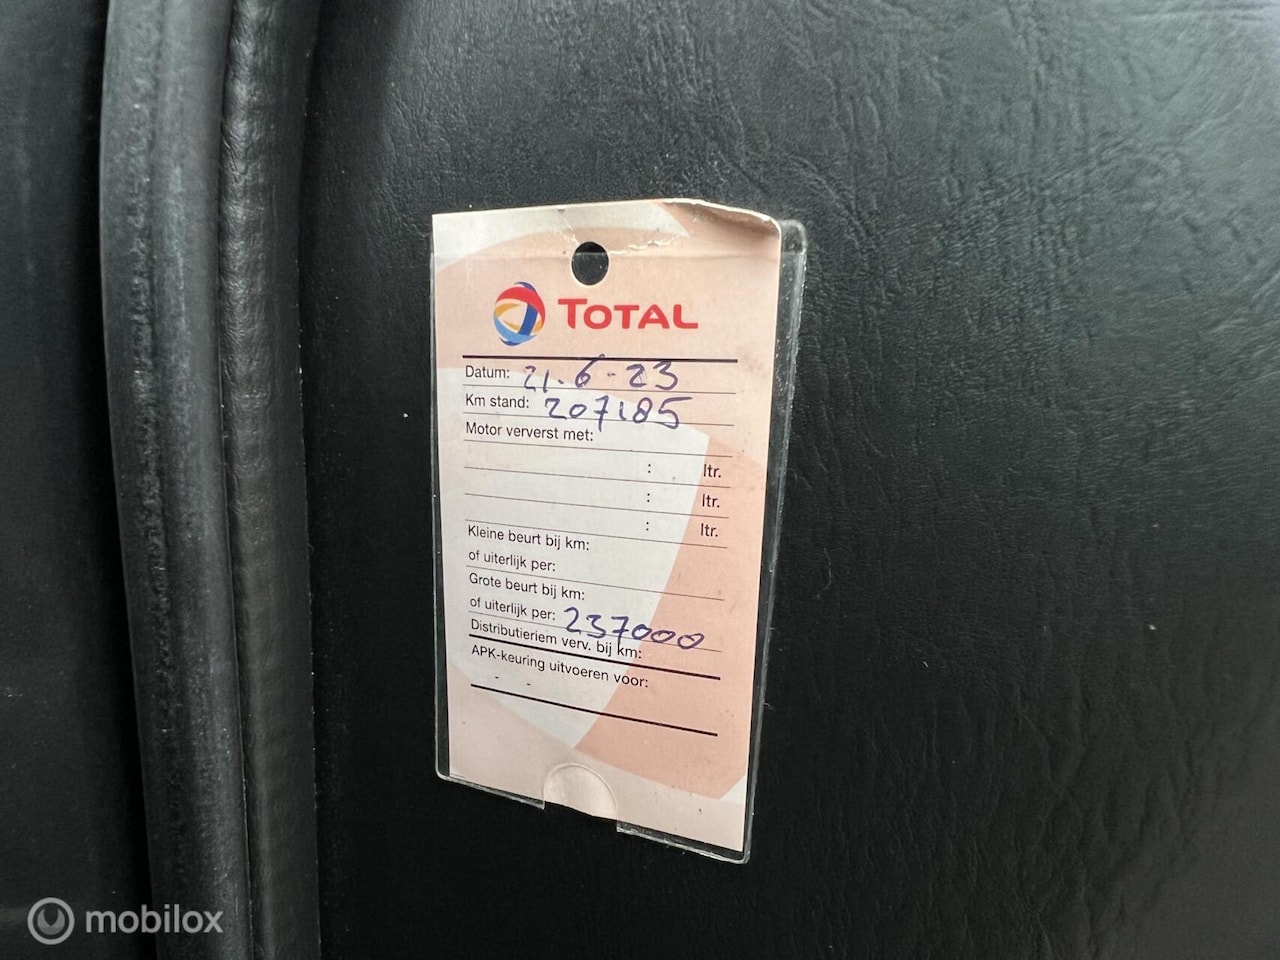 TOTAL
Datum: 21-6-23
Km stand: 207185
Motor ververst met:
: ltr.
: ltr.
: ltr.
Kleine beurt bij km:
of uiterlijk per:
Grote beurt bij km:
of uiterlijk per: 237000
Distributieriem verv. bij km:
APK-keuring uitvoeren voor:
- -
mobilox